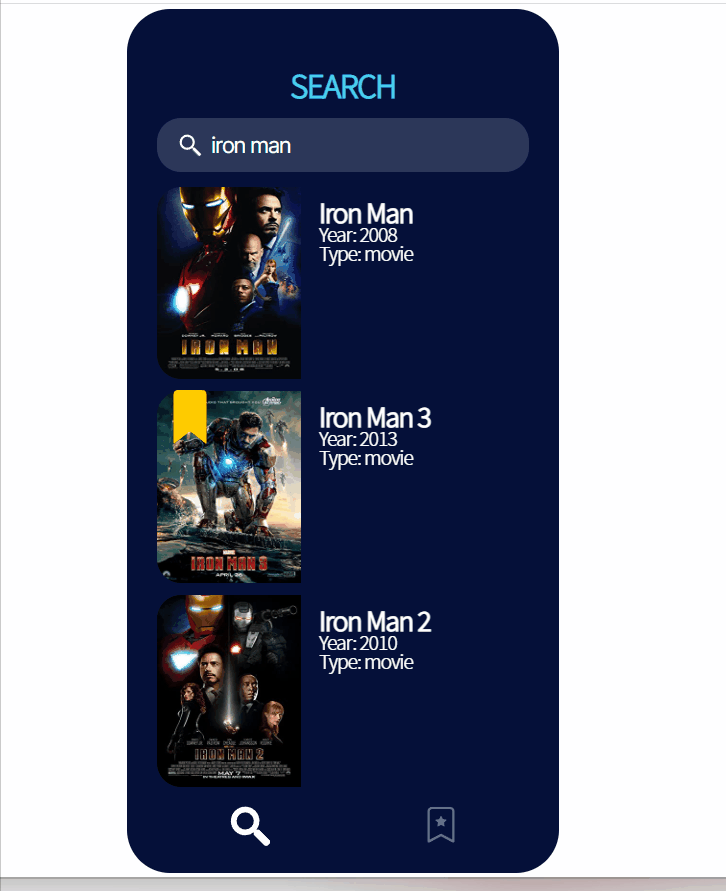 SEARCH
iron man
Iron Man
Year: 2008
Type: movie
IRON MAN
Iron Man 3
Year: 2013
Type: movie
MARVEL
IRON MAN 3
APRIL 26
Iron Man 2
Year: 2010
Type: movie
IRON MAN 2
MAY 7